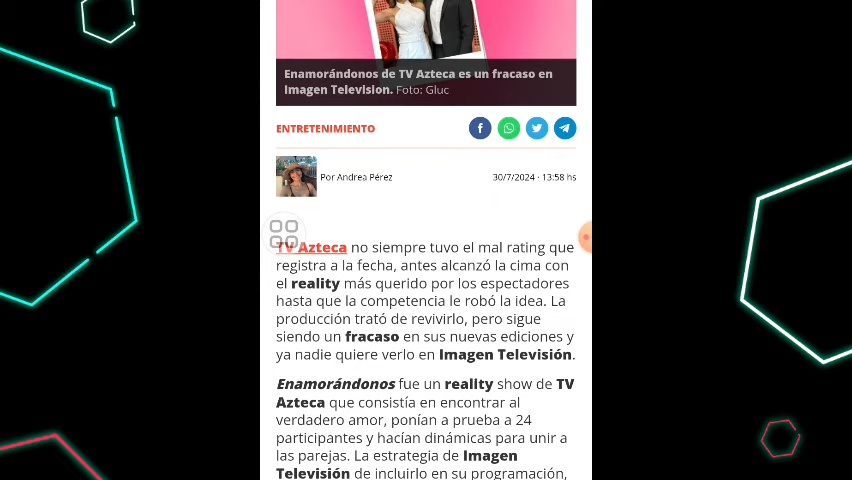 Enamorándonos de TV Azteca es un fracaso en
Imagen Television. Foto: Gluc
ENTRETENIMIENTO
Por Andrea Pérez
30/7/2024 · 13:58 hs
TV Azteca no siempre tuvo el mal rating que
registra a la fecha, antes alcanzó la cima con
el reality más querido por los espectadores
hasta que la competencia le robó la idea. La
producción trató de revivirlo, pero sigue
siendo un fracaso en sus nuevas ediciones y
ya nadie quiere verlo en Imagen Televisión.
Enamorándonos fue un reality show de TV
Azteca que consistía en encontrar al
verdadero amor, ponían a prueba a 24
participantes y hacían dinámicas para unir a
las parejas. La estrategia de Imagen
Televisión de incluirlo en su programación,